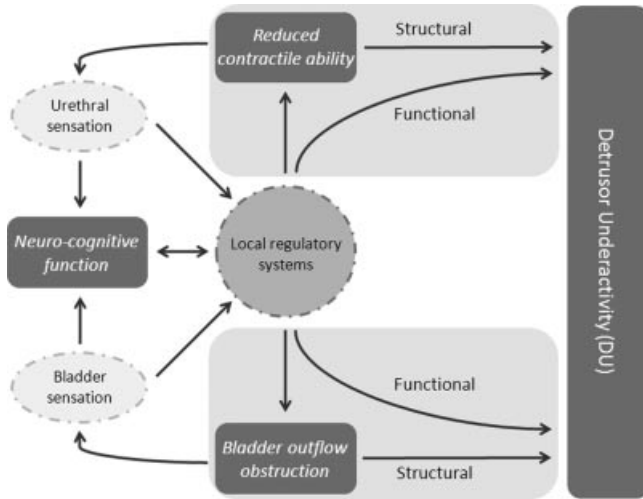 Reduced
contractile ability
Structural
Functional
Urethral
sensation
Neuro-cognitive
function
Local regulatory
systems
Bladder
sensation
Functional
Bladder outflow
obstruction
Structural
Detrusor Underactivity (DU)